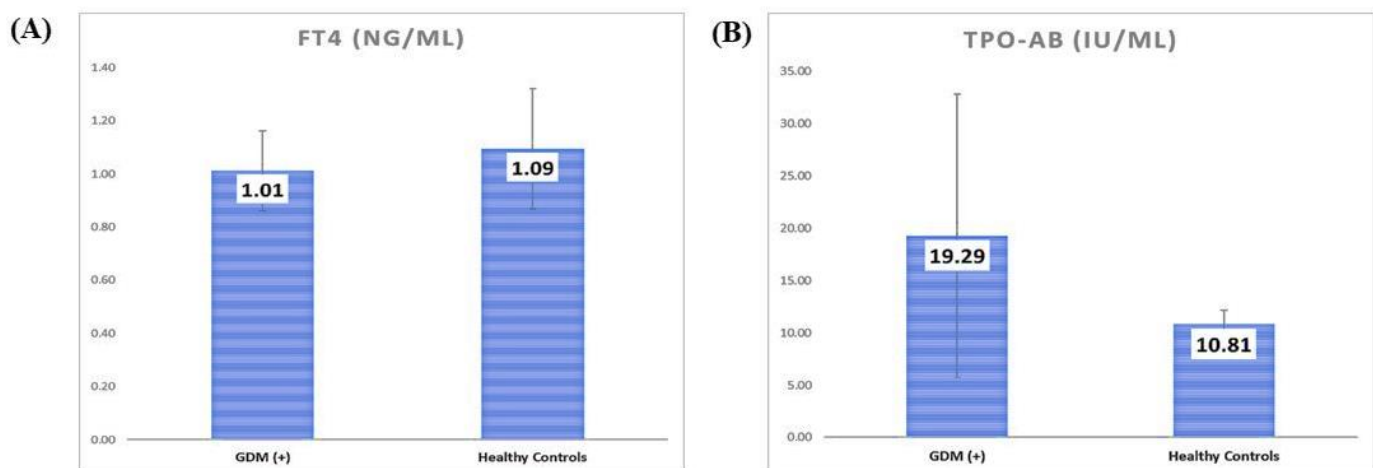 (A)
FT4 (NG/ML)
1.40
1.20
1.00
0.80
0.60
0.40
0.20
0.00
1.01
1.09
GDM (+)
Healthy Controls
(B)
TPO-AB (IU/ML)
35.00
30.00
25.00
20.00
15.00
10.00
5.00
0.00
19.29
10.81
GDM (+)
Healthy Controls